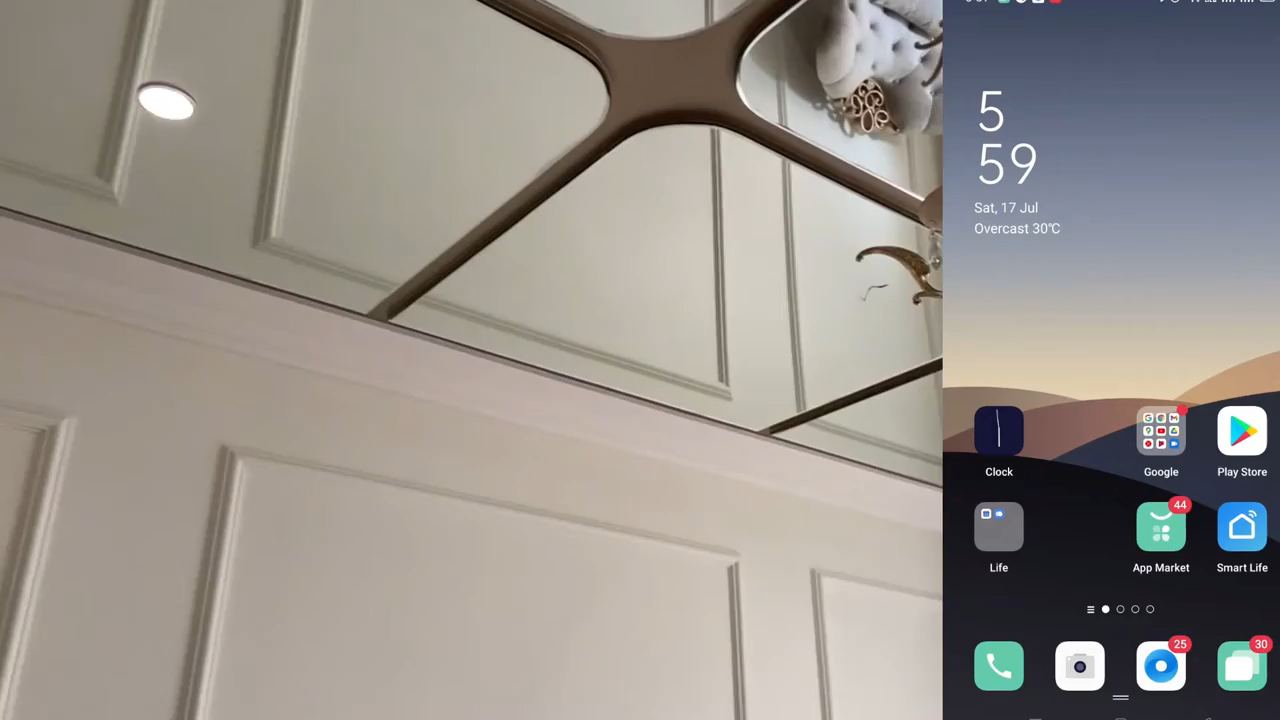 5
59
Sat, 17 Jul
Overcast 30℃
Clock
Google
Play Store
44
Life
App Market
Smart Life
25
30